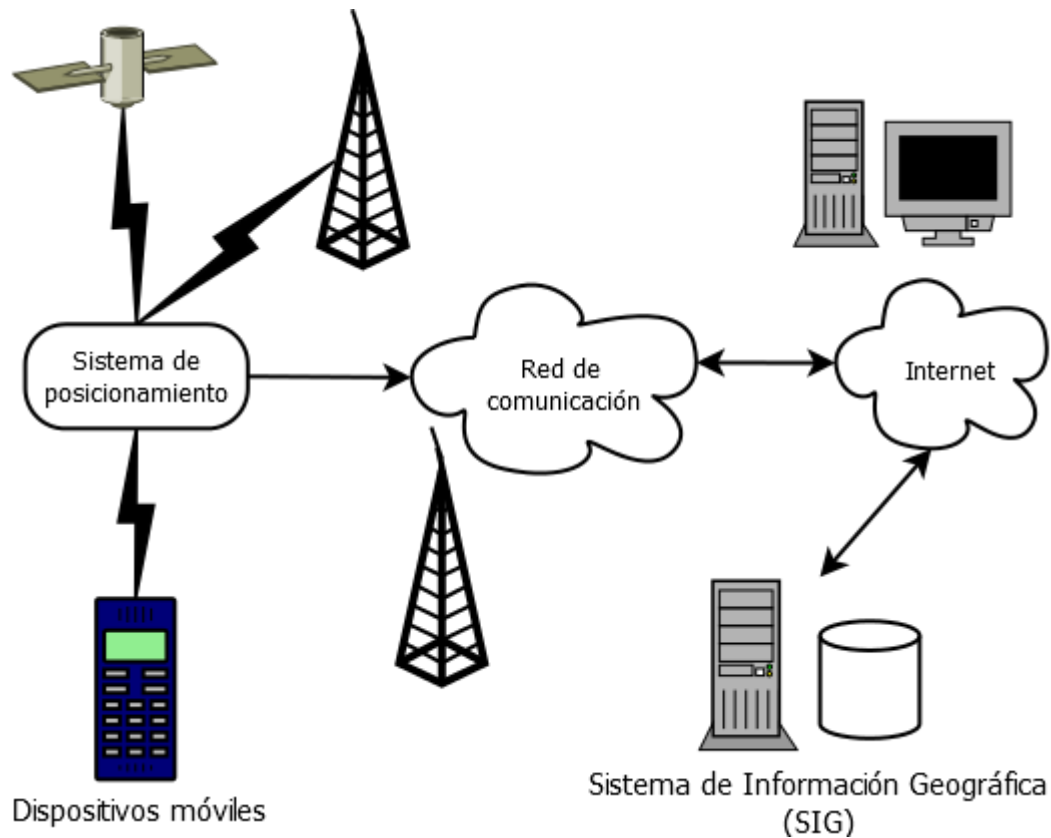 Sistema de
posicionamiento
Red de
comunicación
Internet
Dispositivos móviles
Sistema de Información Geográfica
(SIG)